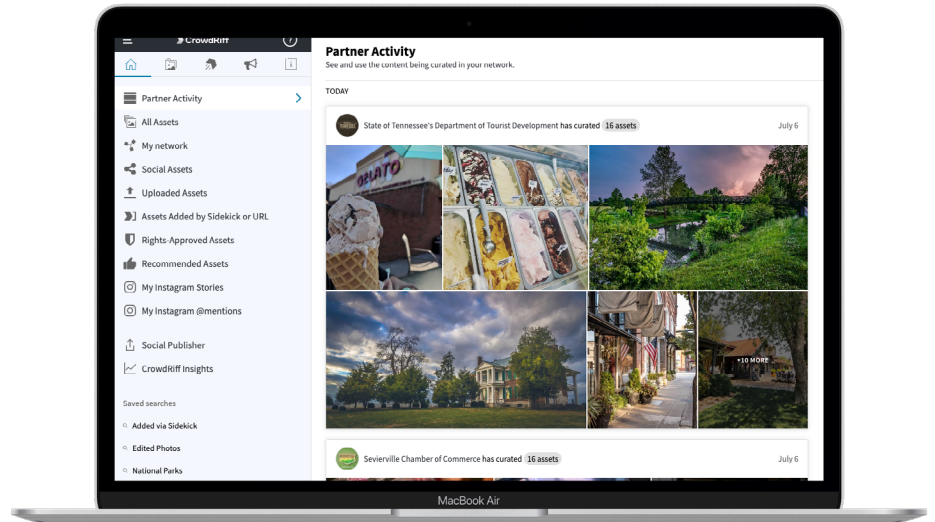 CrowdRiff
?
Partner Activity
All Assets
My network
Social Assets
Uploaded Assets
Assets Added by Sidekick or URL
Rights-Approved Assets
Recommended Assets
My Instagram Stories
My Instagram @mentions
Social Publisher
CrowdRiff Insights
Saved searches
Added via Sidekick
Edited Photos
National Parks
Partner Activity
See and use the content being curated in your network.
TODAY
State of Tennessee's Department of Tourist Development has curated 16 assets July 6
GELATO
+10 MORE
Sevierville Chamber of Commerce has curated 16 assets July 6
MacBook Air